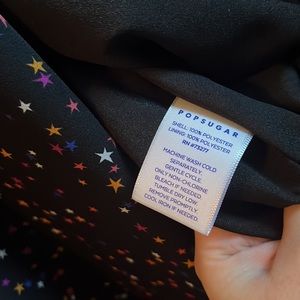 POPSUGAR
SHELL: 100% POLYESTER
LINING: 100% POLYESTER
RN #73277
MACHINE WASH COLD
SEPARATELY.
GENTLE CYCLE.
ONLY NON-CHLORINE
BLEACH IF NEEDED
TUMBLE DRY LOW.
REMOVE PROMPTLY.
COOL IRON IF NEEDED